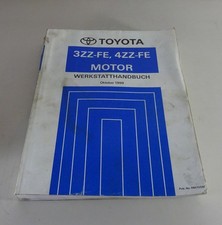 TOYOTA
3ZZ-FE, 4ZZ-FE
MOTOR
WERKSTATTHANDBUCH